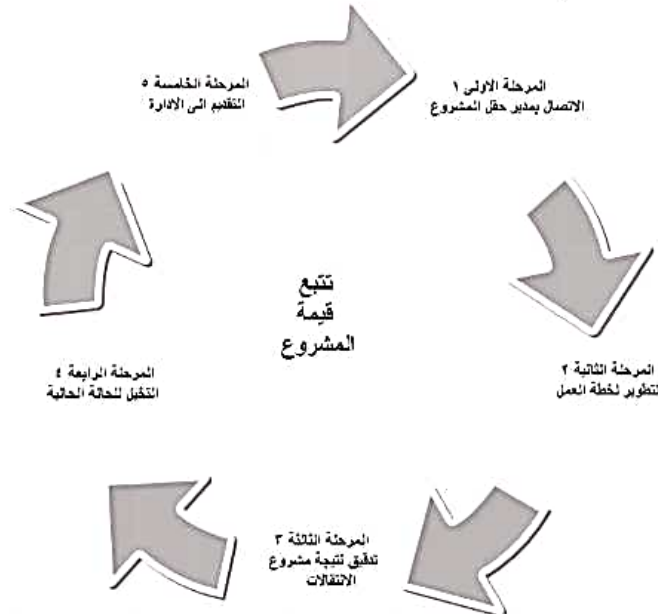 المرحلة الاولى ١
الاتصال بمدير حقل المشروع
المرحلة الثانية ٢
لتطوير لخطة العمل
المرحلة الثالثة ٣
تدقيق نتيجة مشروع
الانتقالات
المرحلة الرابعة ٤
التخيل للحالة الحالية
المرحلة الخامسة ٥
التقديم الى الادارة
تتبع
قيمة
المشروع